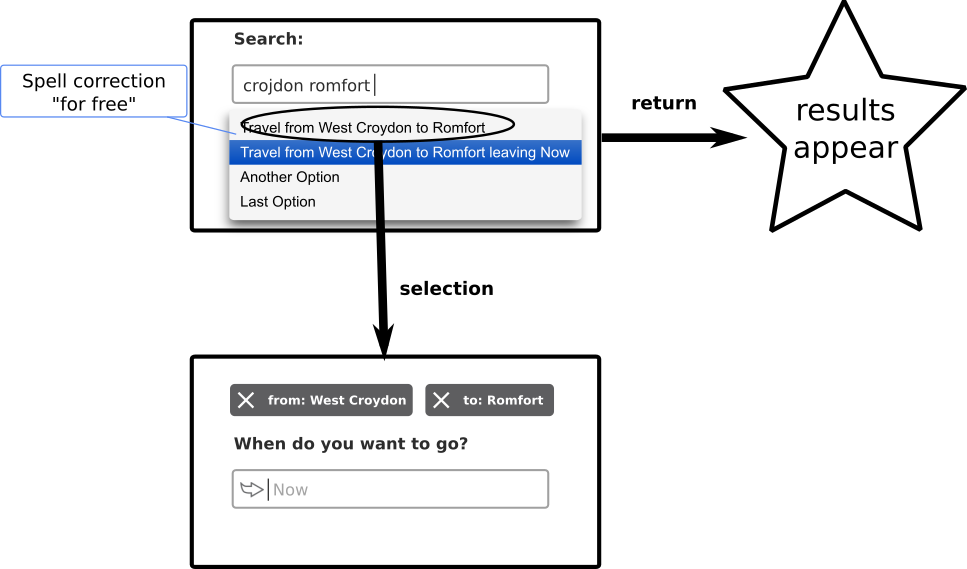 Search:
Spell correction
"for free"
crojdon romfort
Travel from West Croydon to Romfort
Travel from West Croydon to Romfort leaving Now
Another Option
Last Option
return
results
appear
selection
from: West Croydon
to: Romfort
When do you want to go?
Now